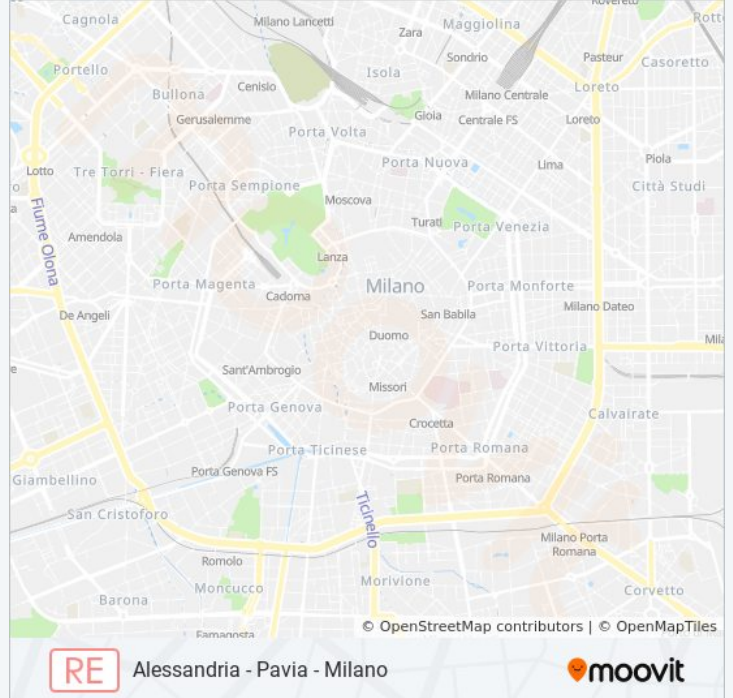 Rovereto
Cagnola
Milano Lancetti
Maggiolina
Rott
Zara
Sondrio
Pasteur
Casoretto
Portello
Isola
Bullona
Cenisio
Milano Centrale
Loreto
Gerusalemme
Gioia
Centrale FS
Loreto
Porta Volta
Piola
Lotto
Tre Torri - Fiera
Porta Nuova
Lima
Porta Sempione
Città Studi
o
Moscova
a
Fiume Olona
Turati
Porta Venezia
Amendola
Lanza
Porta Magenta
Milano
Porta Monforte
Cadorna
San Babila
Milano Dateo
De Angeli
Duomo
Mila
Porta Vittoria
e
Sant'Ambrogio
Missori
Porta Genova
Calvairate
Crocetta
Porta Ticinese
Porta Romana
Porta Genova FS
Porta Romana
Giambellino
Ticinello
San Cristoforo
Milano Porta
Romana
Romolo
Morivione
Moncucco
Corvetto
Barona
Famagosta
© OpenStreetMap contributors | © OpenMapTiles
RE
Alessandria - Pavia - Milano
moovit